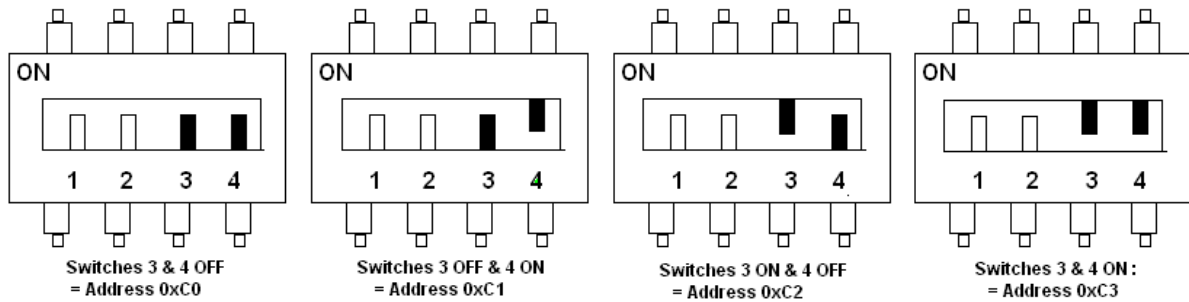 ON
1 2 3 4
Switches 3 & 4 OFF
= Address 0xC0
ON
1 2 3 4
Switches 3 OFF & 4 ON
= Address 0xC1
ON
1 2 3 4
Switches 3 ON & 4 OFF
= Address 0xC2
ON
1 2 3 4
Switches 3 & 4 ON :
= Address 0xC3